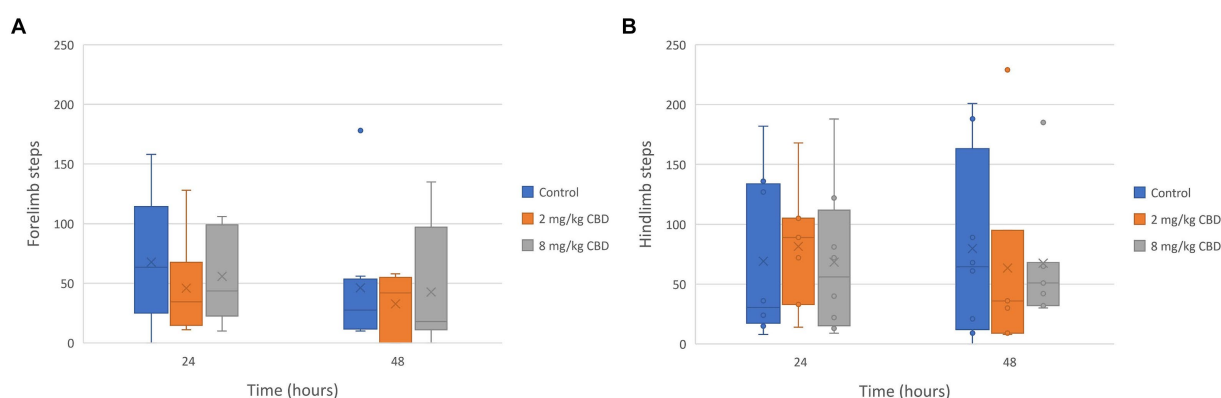 A
250
200
150
100
50
0
Forelimb steps
24
48
Time (hours)
Control
2 mg/kg CBD
8 mg/kg CBD
B
250
200
150
100
50
0
Hindlimb steps
24
48
Time (hours)
Control
2 mg/kg CBD
8 mg/kg CBD